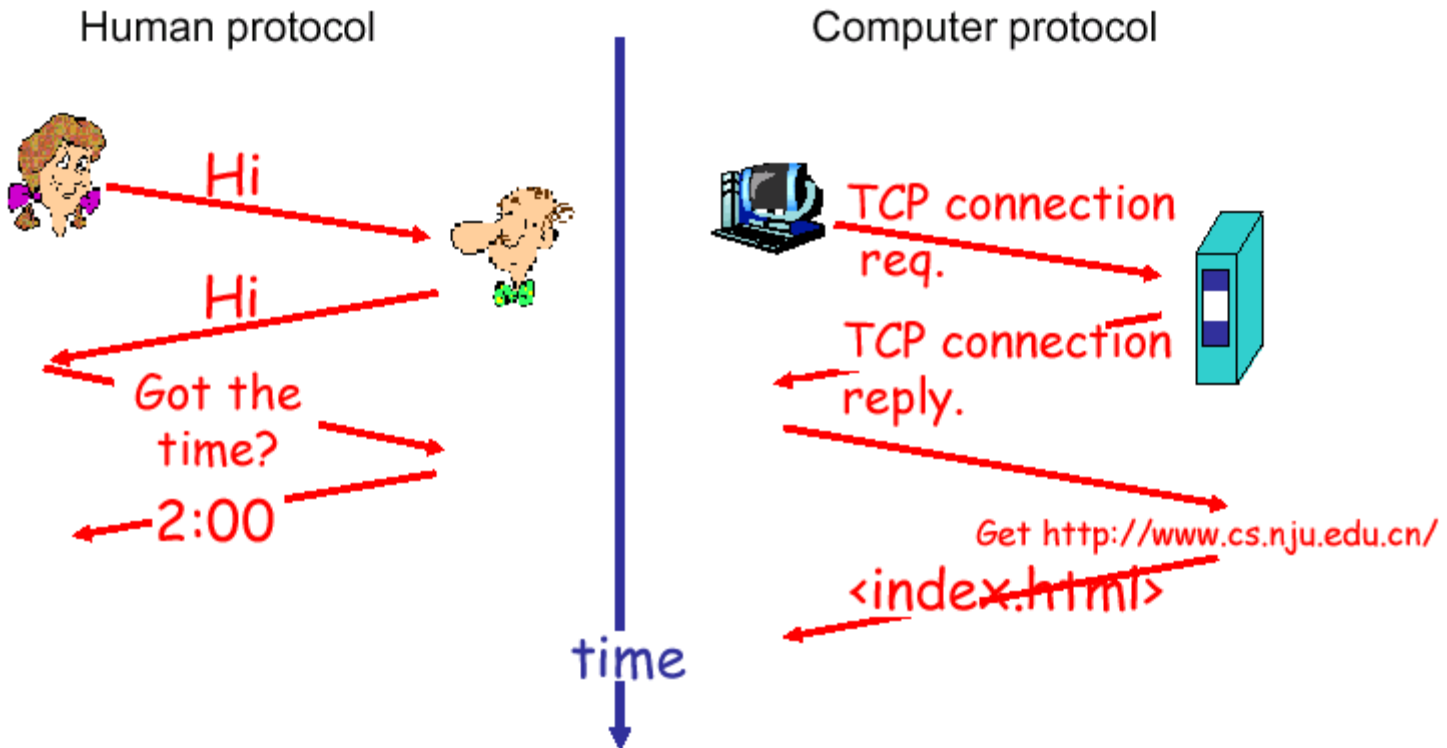 Human protocol
Hi
Hi
Got the
time?
2:00
time
Computer protocol
TCP connection
req.
TCP connection
reply.
Get http://www.cs.nju.edu.cn/
<index.html>